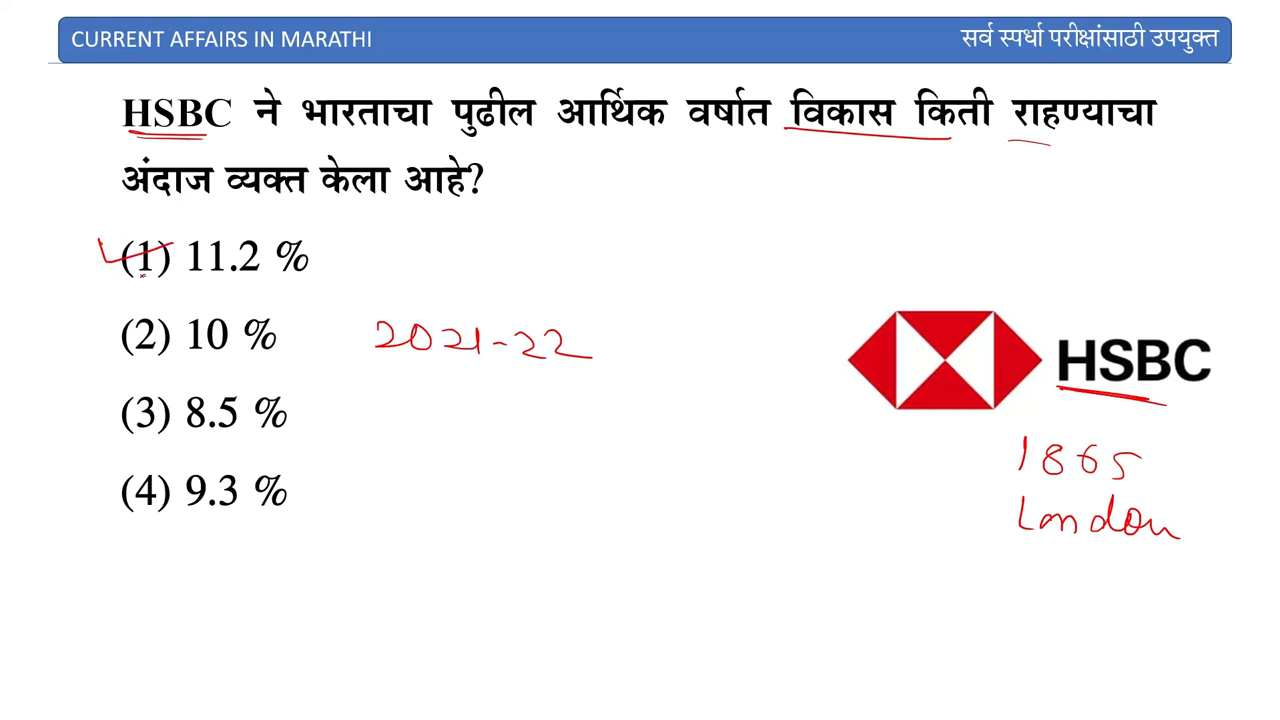 CURRENT AFFAIRS IN MARATHI
सर्व स्पर्धा परीक्षांसाठी उपयुक्त
HSBC ने भारताचा पुढील आर्थिक वर्षात विकास किती राहण्याचा
अंदाज व्यक्त केला आहे?
(1) 11.2 %
(2) 10 %
2021-22
(3) 8.5 %
(4) 9.3 %
HSBC
1865
London